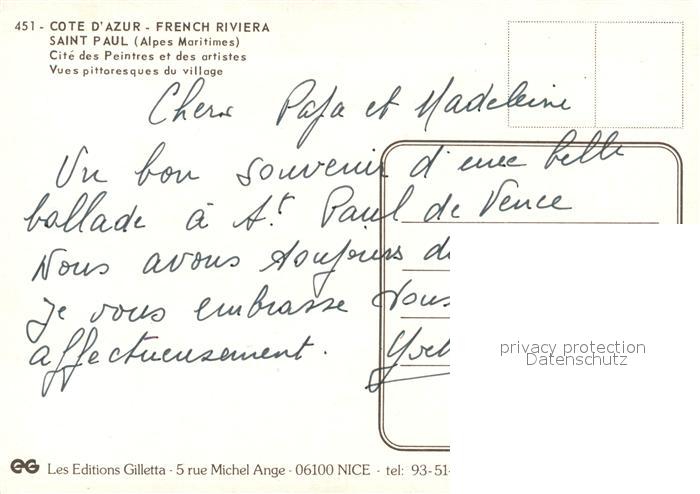 451 - COTE D'AZUR - FRENCH RIVIERA
SAINT PAUL (Alpes Maritimes)
Cité des Peintres et des artistes
Vues pittoresques du village
Chers Papa et Madeleine
Un bon souvenir d'une belle
ballade à St Paul de Vence
Nous avons toujours d
je vous embrasse tous
affectueusement.
privacy protection
Datenschutz
EG Les Editions Gilletta - 5 rue Michel Ange - 06100 NICE - tel: 93-51-